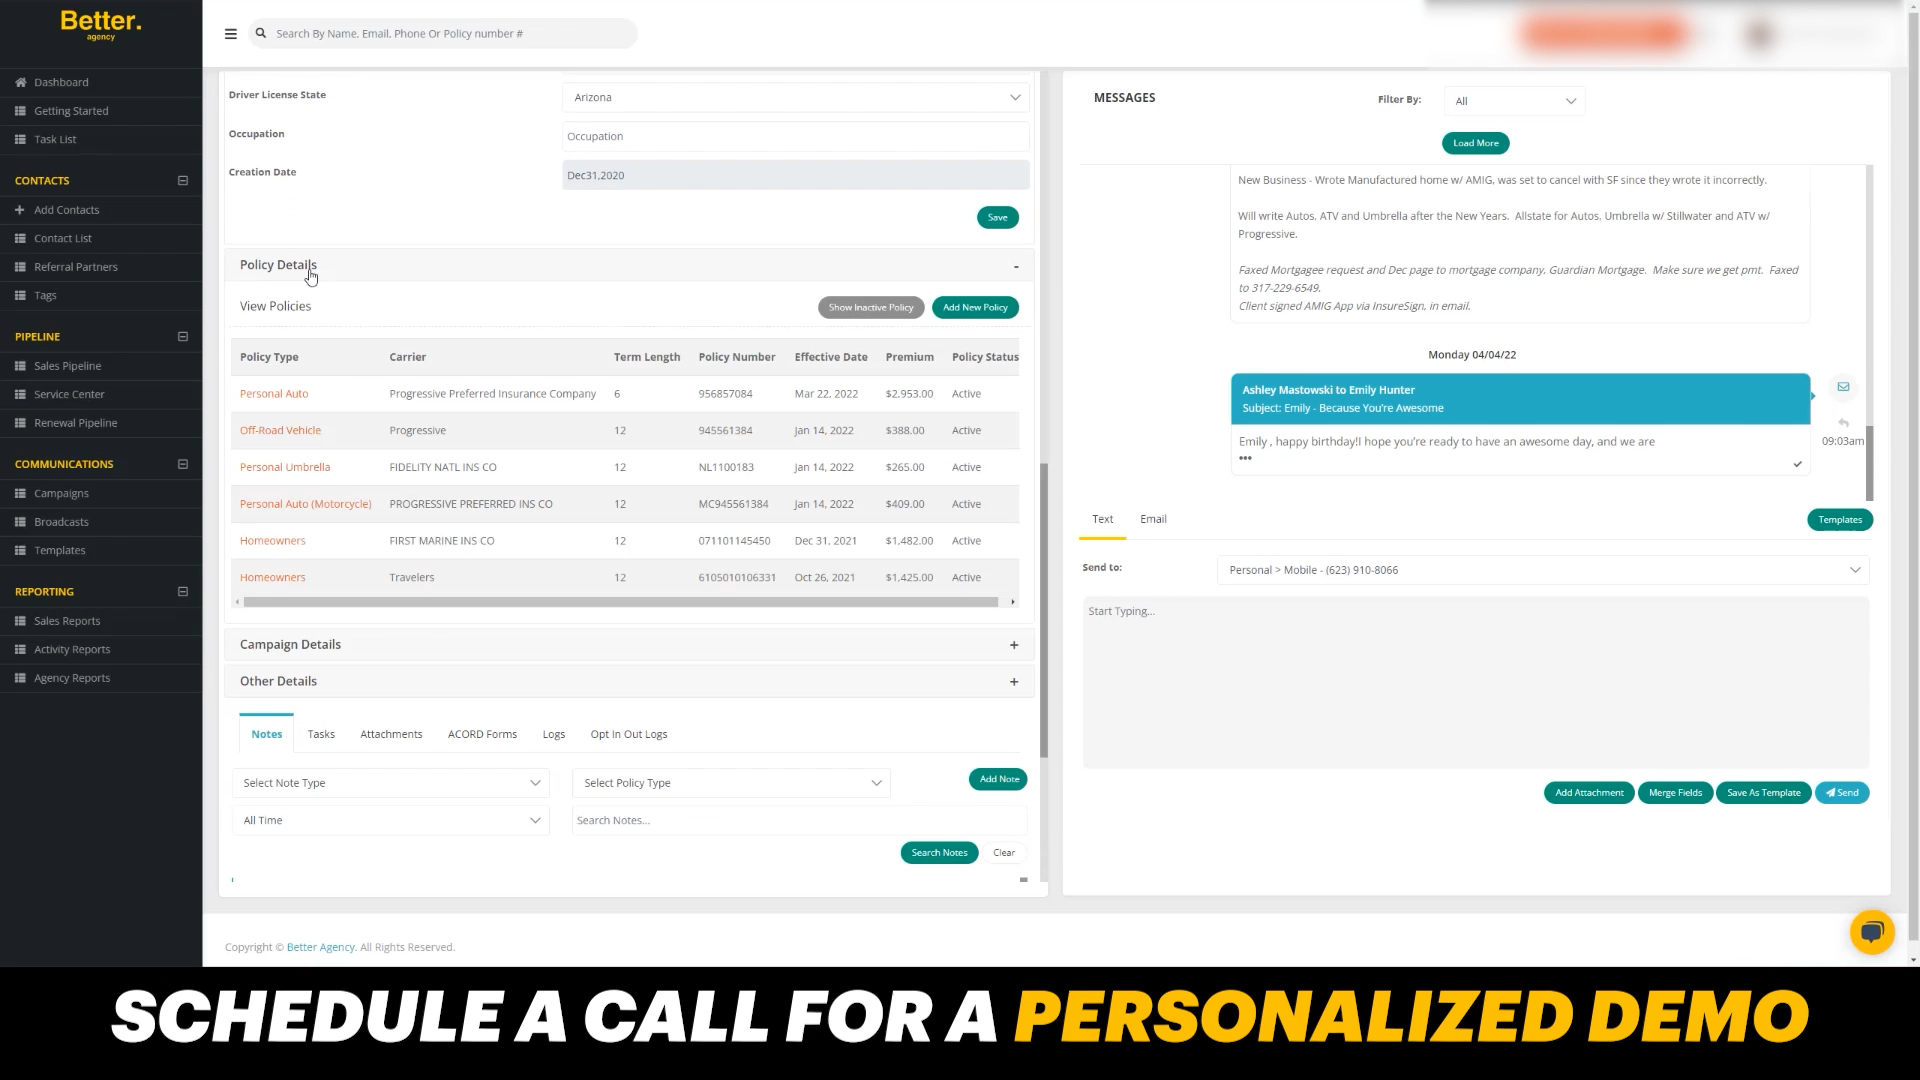 Better.
agency
Search By Name, Email, Phone Or Policy number #
Dashboard
Getting Started
Task List
CONTACTS
Add Contacts
Contact List
Referral Partners
Tags
PIPELINE
Sales Pipeline
Service Center
Renewal Pipeline
COMMUNICATIONS
Campaigns
Broadcasts
Templates
REPORTING
Sales Reports
Activity Reports
Agency Reports
Driver License State
Arizona
Occupation
Occupation
Creation Date
Dec31,2020
Save
Policy Details
-
View Policies
Show Inactive Policy
Add New Policy
Policy Type Carrier Term Length Policy Number Effective Date Premium Policy Status
Personal Auto Progressive Preferred Insurance Company 6 956857084 Mar 22, 2022 $2,953.00 Active
Off-Road Vehicle Progressive 12 945561384 Jan 14, 2022 $388.00 Active
Personal Umbrella FIDELITY NATL INS CO 12 NL1100183 Jan 14, 2022 $265.00 Active
Personal Auto (Motorcycle) PROGRESSIVE PREFERRED INS CO 12 MC945561384 Jan 14, 2022 $409.00 Active
Homeowners FIRST MARINE INS CO 12 071101145450 Dec 31, 2021 $1,482.00 Active
Homeowners Travelers 12 6105010106331 Oct 26, 2021 $1,425.00 Active
Campaign Details +
Other Details +
Notes Tasks Attachments ACORD Forms Logs Opt In Out Logs
Select Note Type
Select Policy Type
Add Note
All Time
Search Notes...
Search Notes
Clear
MESSAGES
Filter By:
All
Load More
New Business - Wrote Manufactured home w/ AMIG, was set to cancel with SF since they wrote it incorrectly.
Will write Autos, ATV and Umbrella after the New Years. Allstate for Autos, Umbrella w/ Stillwater and ATV w/
Progressive.
Faxed Mortgagee request and Dec page to mortgage company, Guardian Mortgage. Make sure we get pmt. Faxed
to 317-229-6549.
Client signed AMIG App via InsureSign, in email.
Monday 04/04/22
Ashley Mastowski to Emily Hunter
Subject: Emily - Because You're Awesome
Emily , happy birthday!I hope you're ready to have an awesome day, and we are
•••
09:03am
Text
Email
Templates
Send to:
Personal > Mobile - (623) 910-8066
Start Typing...
Add Attachment
Merge Fields
Save As Template
Send
Copyright © Better Agency. All Rights Reserved.
SCHEDULE A CALL FOR A PERSONALIZED DEMO